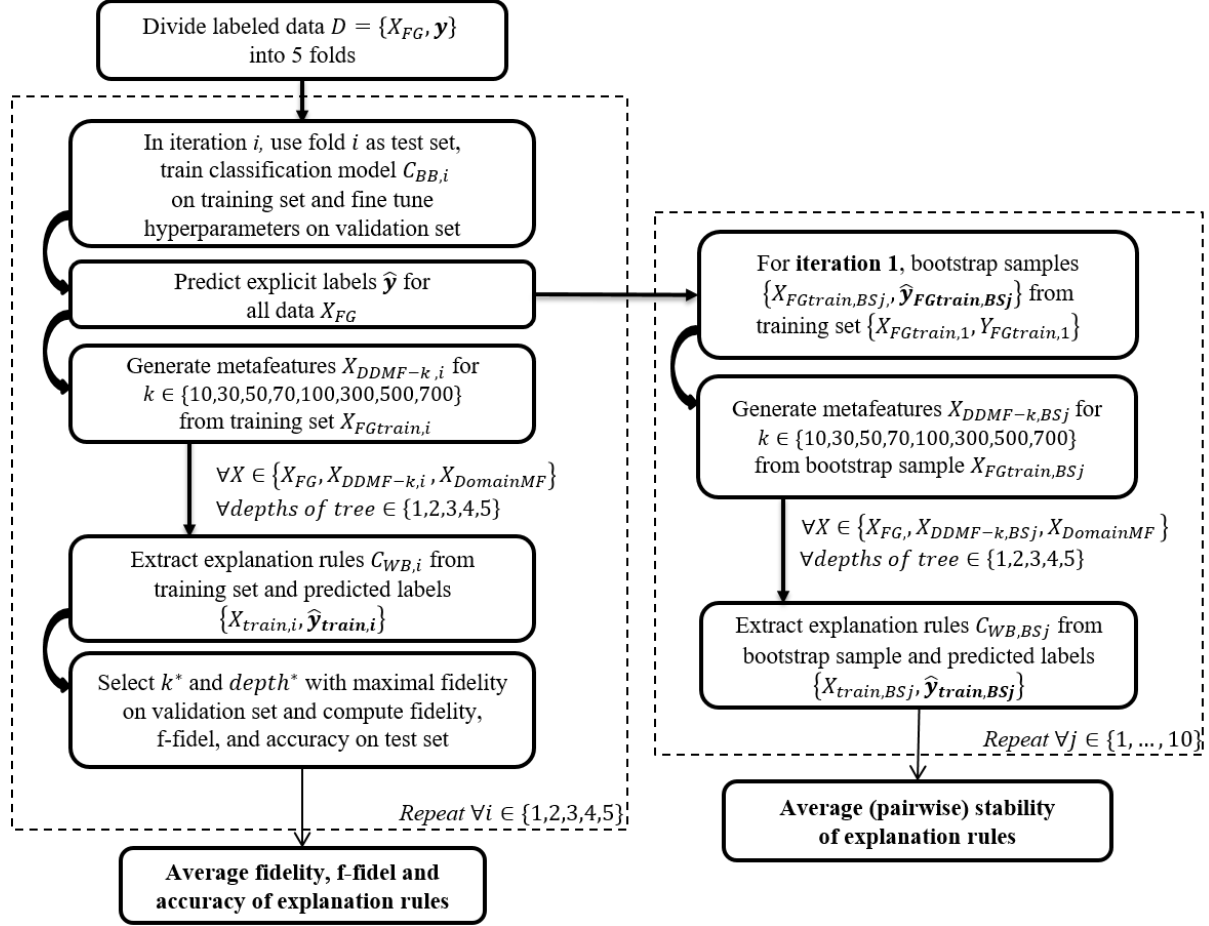 Divide labeled data D = {X_FG, y}
into 5 folds
In iteration i, use fold i as test set,
train classification model C_BB,i
on training set and fine tune
hyperparameters on validation set
Predict explicit labels ŷ for
all data X_FG
Generate metafeatures X_DDMF−k,i for
k ∈ {10,30,50,70,100,300,500,700}
from training set X_FGtrain,i
∀X ∈ {X_FG, X_DDMF−k,i, X_DomainMF}
∀depths of tree ∈ {1,2,3,4,5}
Extract explanation rules C_WB,i from
training set and predicted labels
{X_train,i, ŷ_train,i}
Select k* and depth* with maximal fidelity
on validation set and compute fidelity,
f-fidel, and accuracy on test set
Repeat ∀i ∈ {1,2,3,4,5}
Average fidelity, f-fidel and
accuracy of explanation rules
For iteration 1, bootstrap samples
{X_FGtrain,BSj,, ŷ_FGtrain,BSj} from
training set {X_FGtrain,1, Y_FGtrain,1}
Generate metafeatures X_DDMF−k,BSj for
k ∈ {10,30,50,70,100,300,500,700}
from bootstrap sample X_FGtrain,BSj
∀X ∈ {X_FG,, X_DDMF−k,BSj, X_DomainMF}
∀depths of tree ∈ {1,2,3,4,5}
Extract explanation rules C_WB,BSj from
bootstrap sample and predicted labels
{X_train,BSj, ŷ_train,BSj}
Repeat ∀j ∈ {1, … , 10}
Average (pairwise) stability
of explanation rules